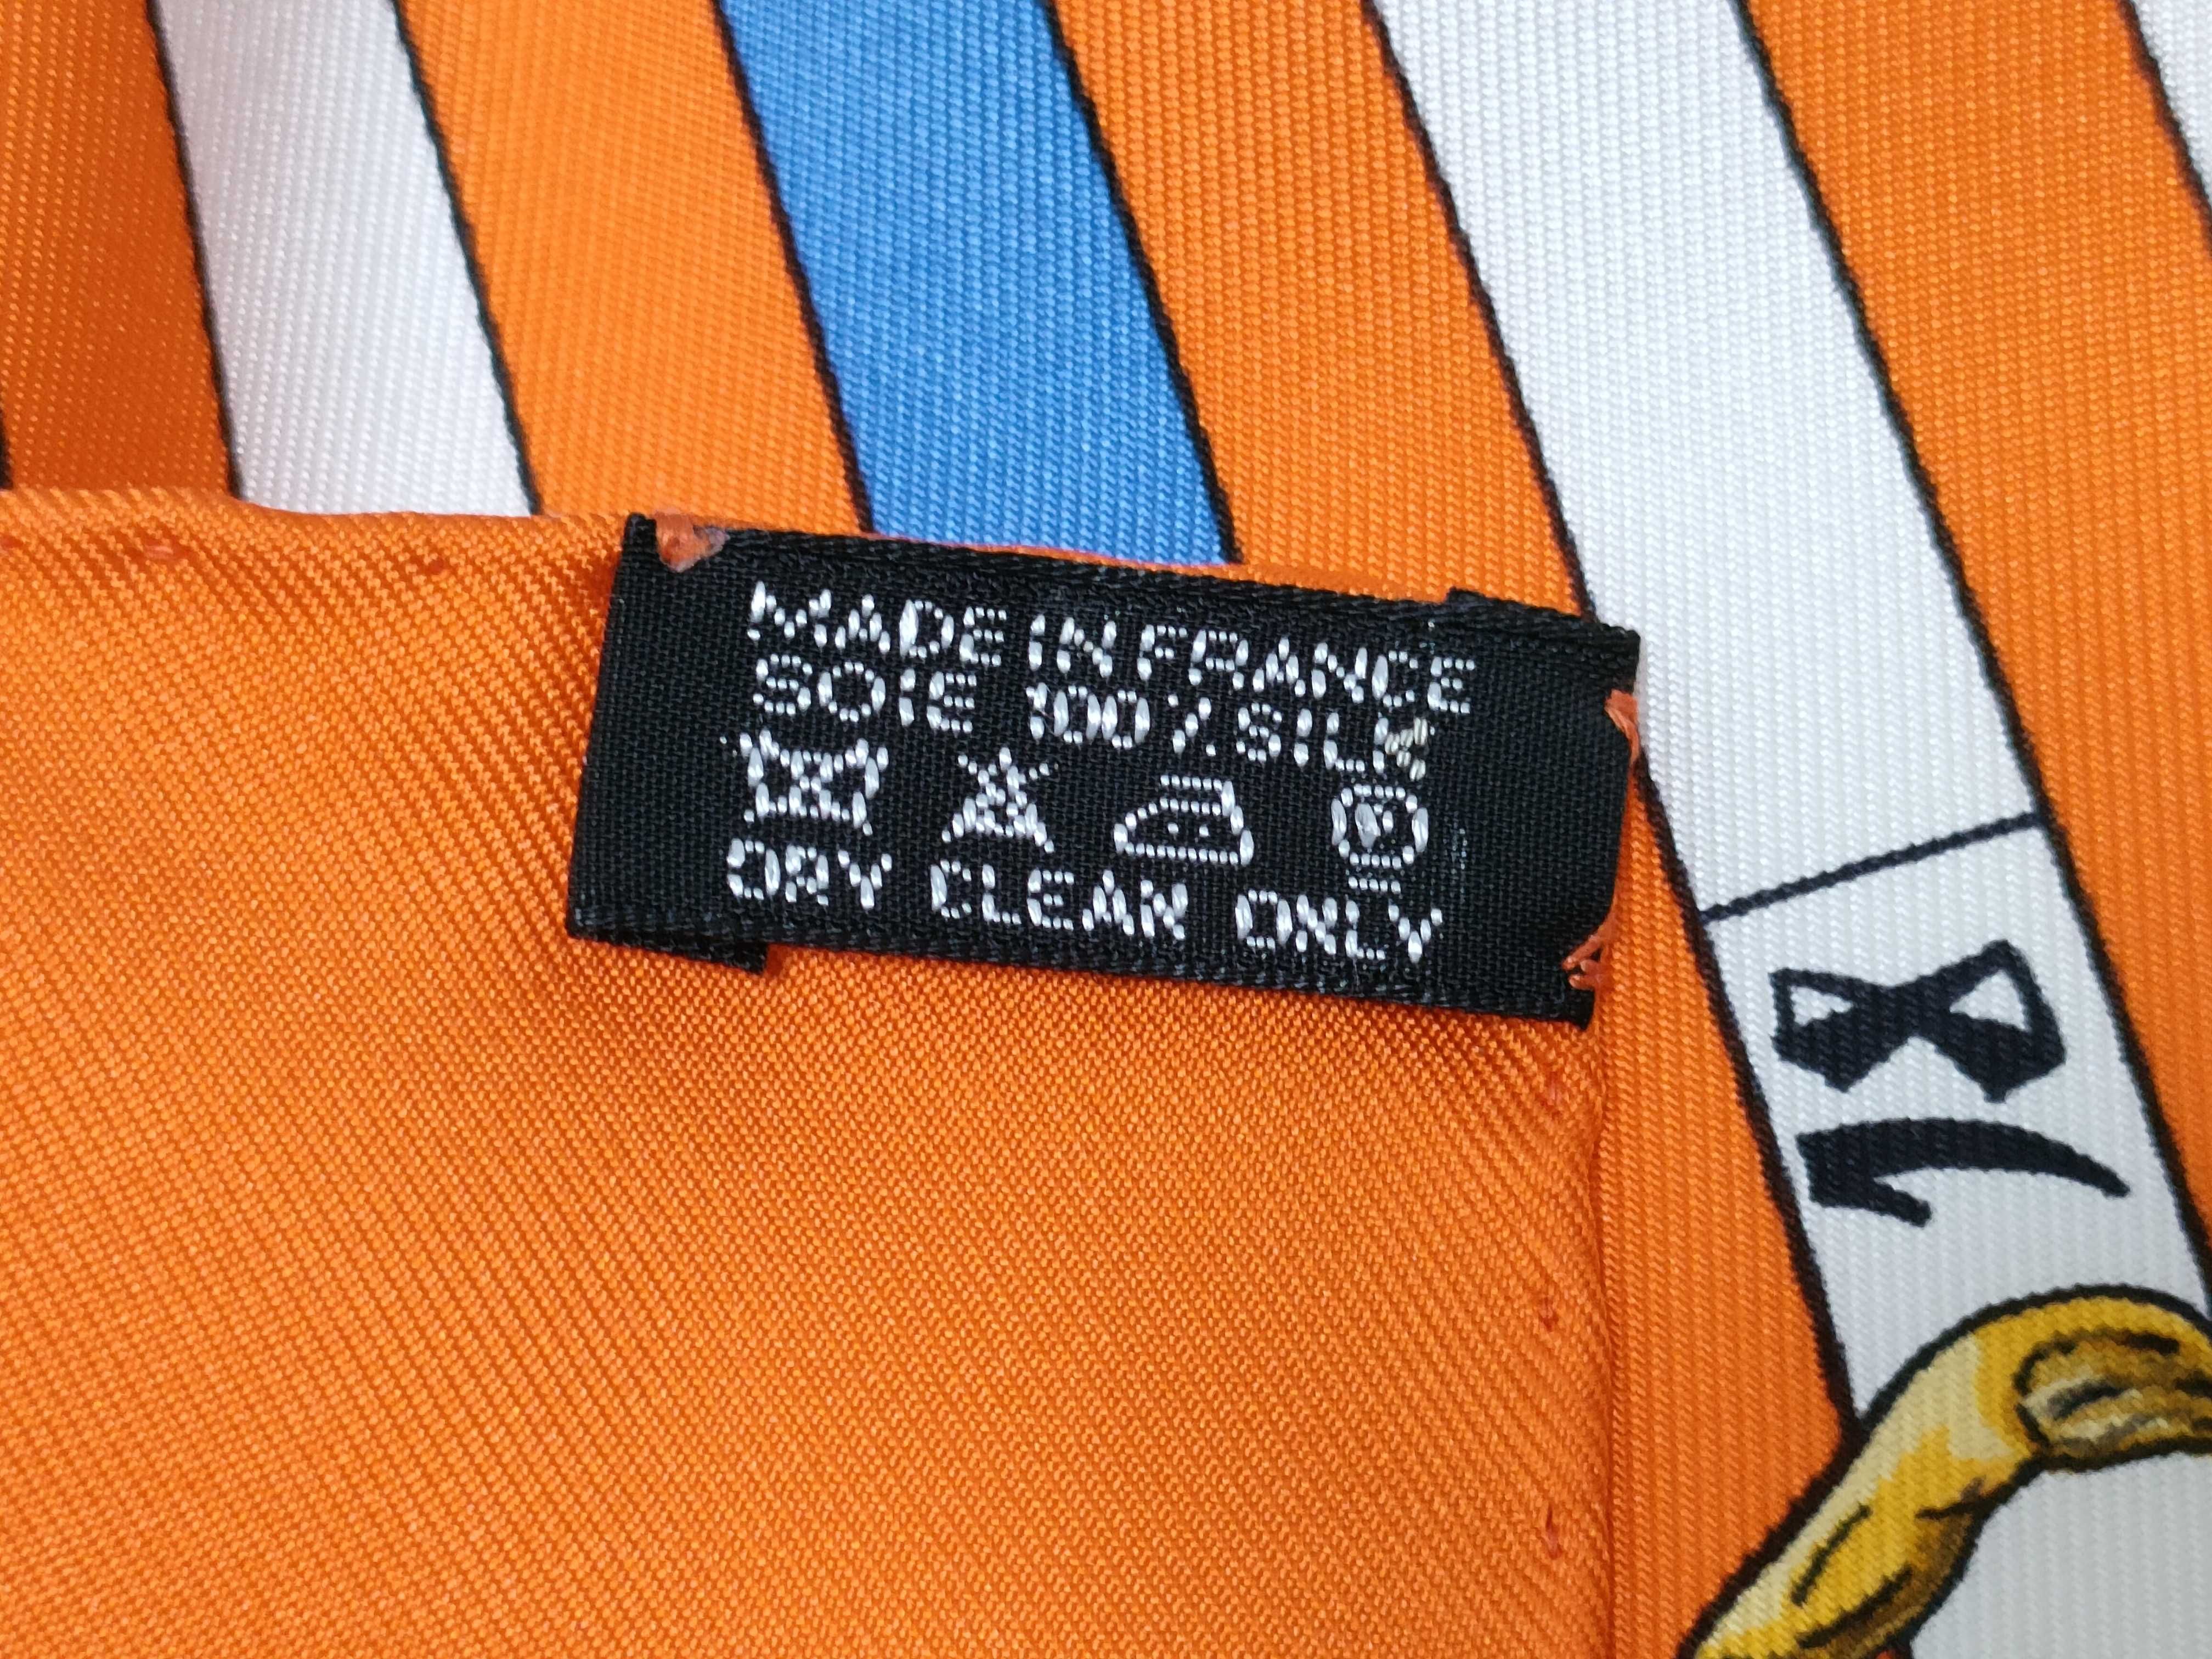 MADE IN FRANCE
SOIE 100% SILK
P
DRY CLEAN ONLY